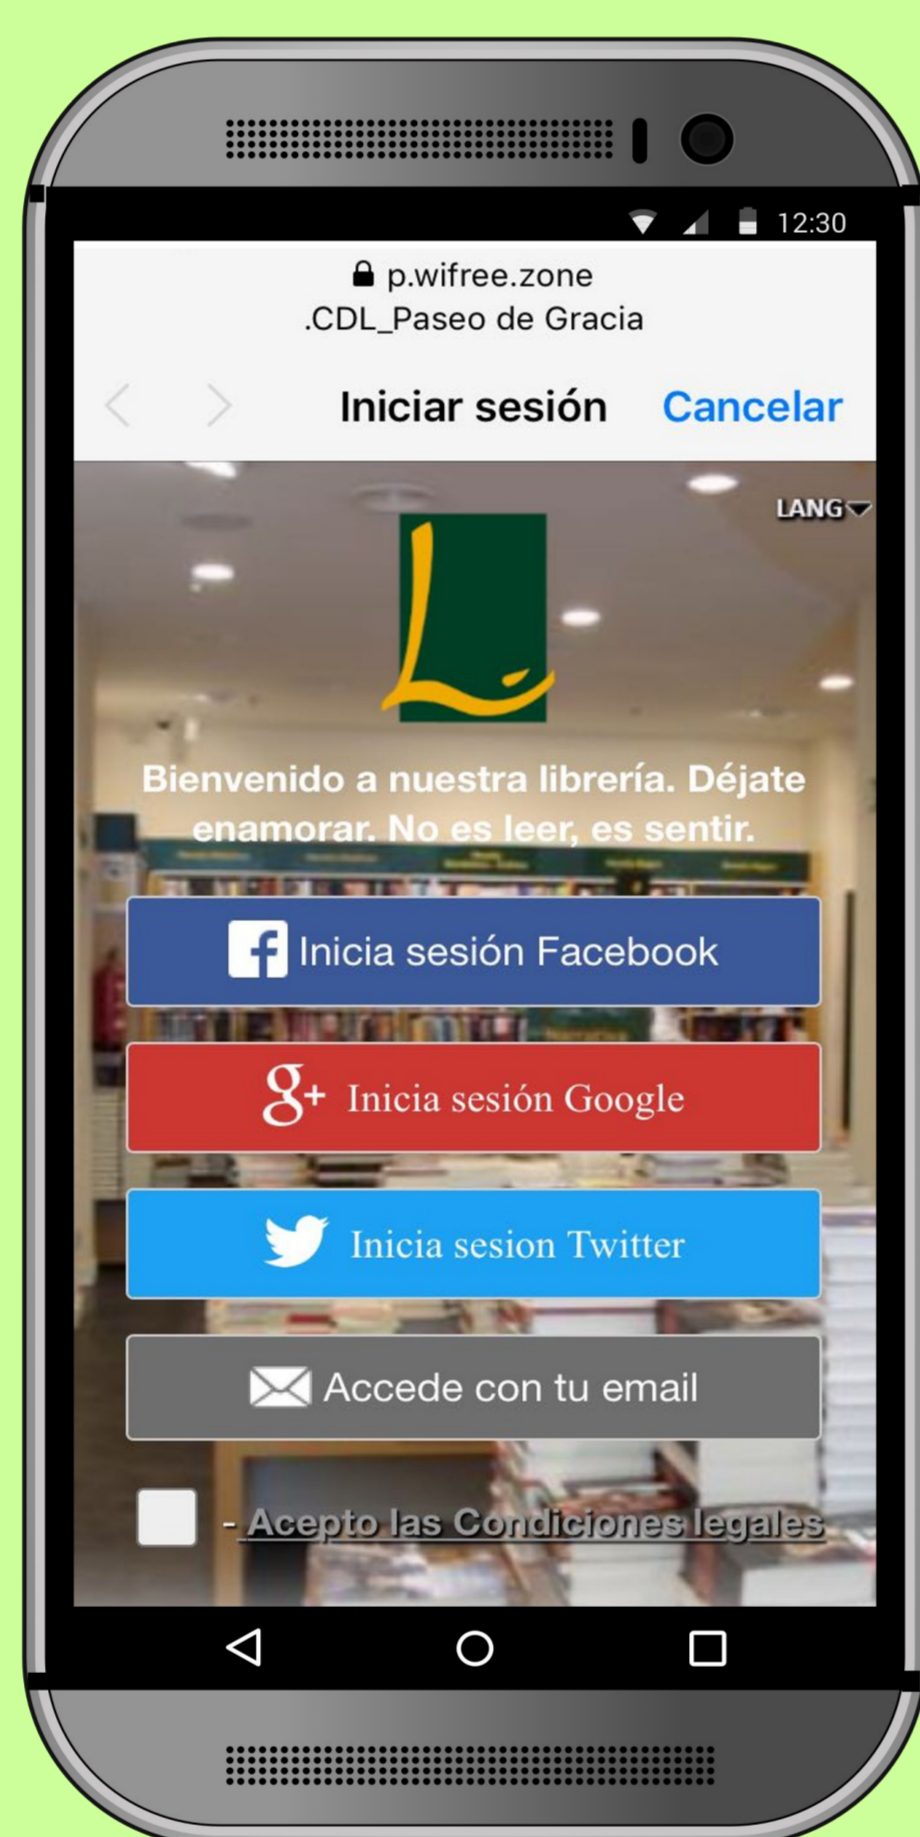 12:30
p.wifree.zone
.CDL_Paseo de Gracia
Iniciar sesión Cancelar
LANG
L
Bienvenido a nuestra librería. Déjate
enamorar. No es leer, es sentir.
f Inicia sesión Facebook
g+ Inicia sesión Google
Inicia sesion Twitter
Accede con tu email
- Acepto las Condiciones legales